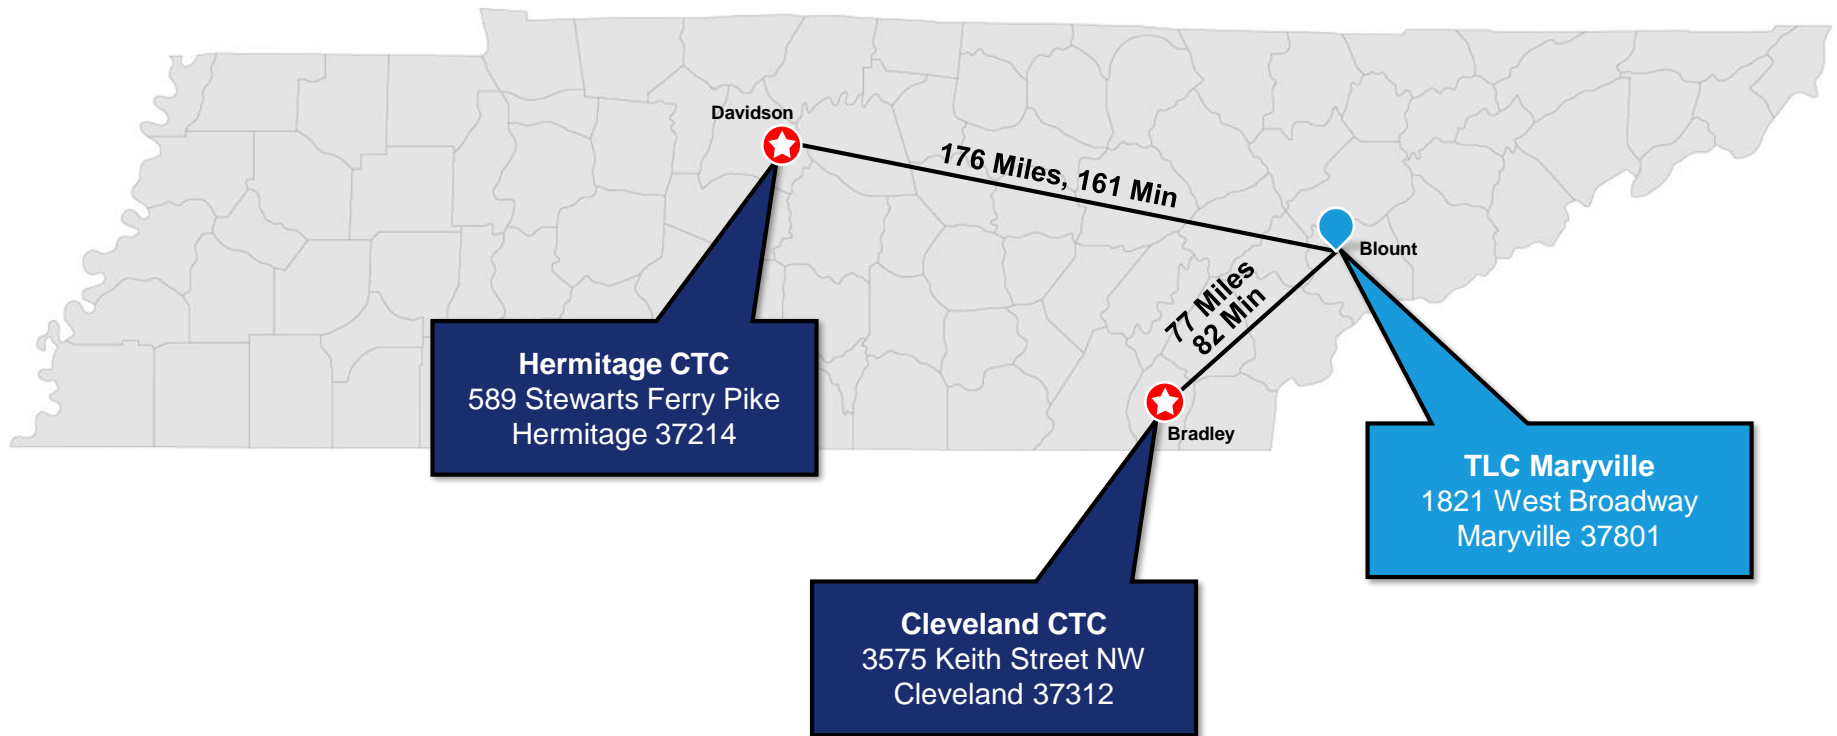 Davidson
176 Miles, 161 Min
Blount
77 Miles
82 Min
Bradley
Hermitage CTC
589 Stewarts Ferry Pike
Hermitage 37214
TLC Maryville
1821 West Broadway
Maryville 37801
Cleveland CTC
3575 Keith Street NW
Cleveland 37312